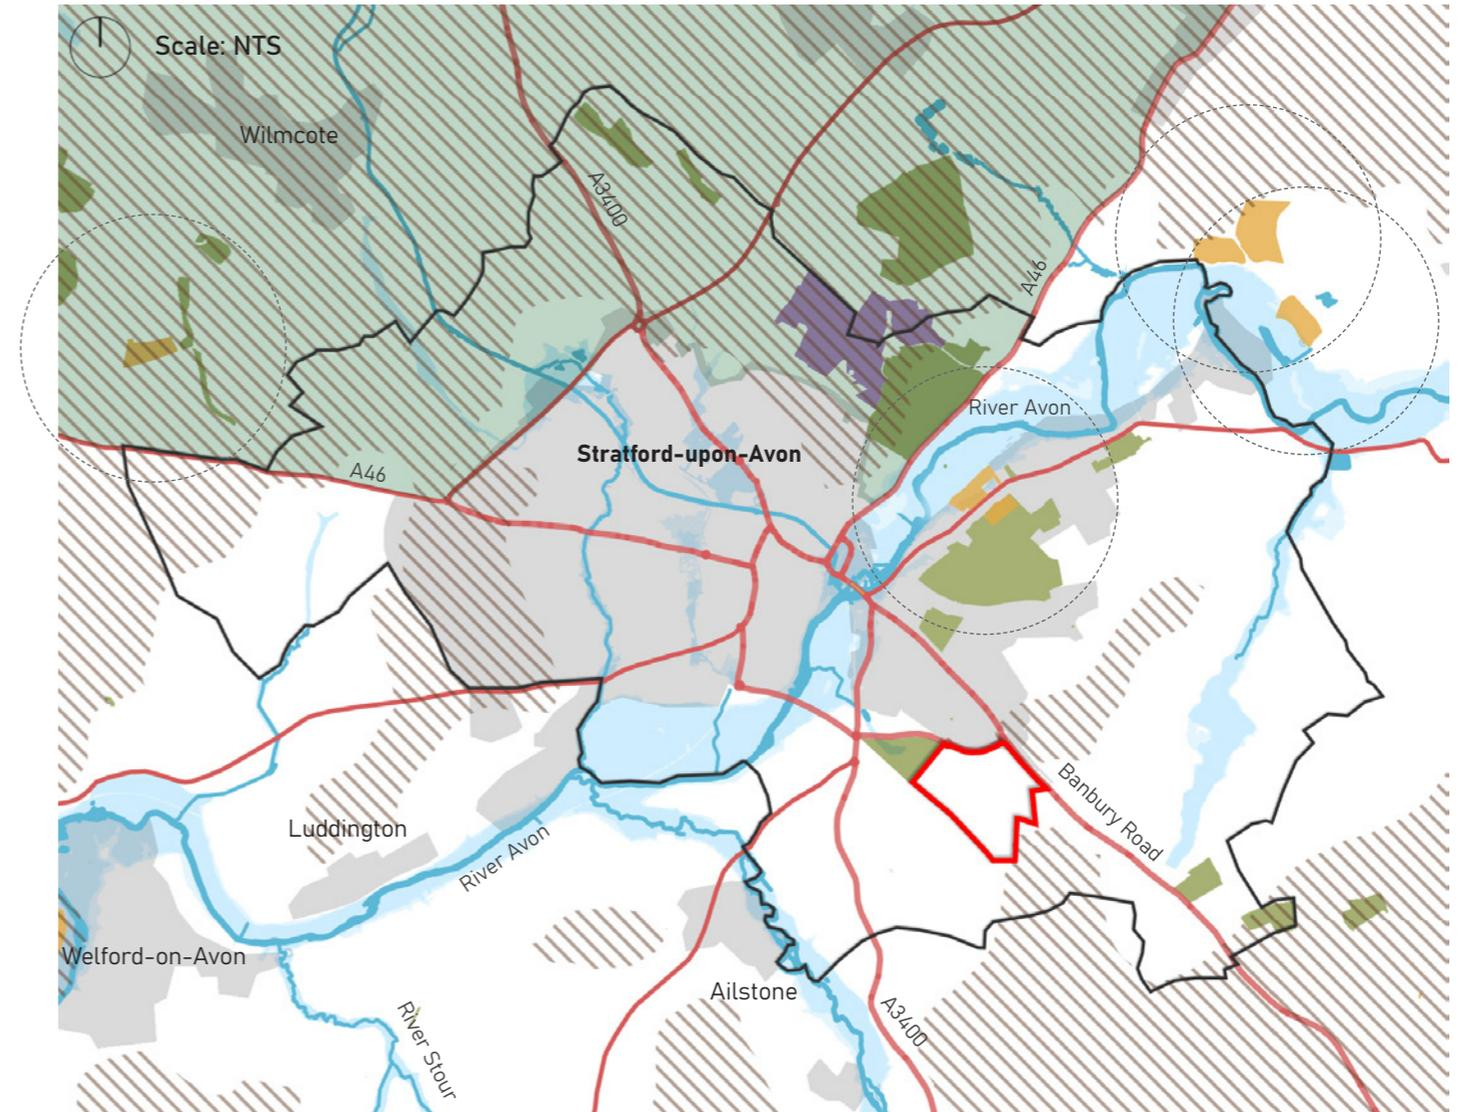 Scale: NTS
Wilmcote
A3400
A46
River Avon
Stratford-upon-Avon
A46
Banbury Road
Luddington
River Avon
Welford-on-Avon
Ailstone
A3400
River Stour